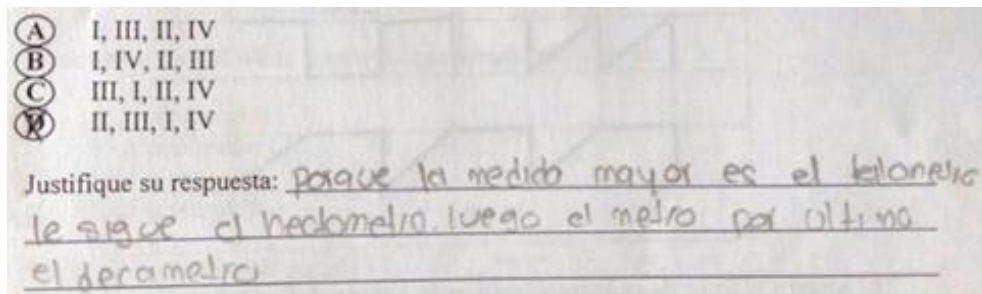 A I, III, II, IV
B I, IV, II, III
C III, I, II, IV
D II, III, I, IV
Justifique su respuesta: porque la medida mayor es el kilometro
le sigue el hectometro, luego el metro por ultimo
el decametro